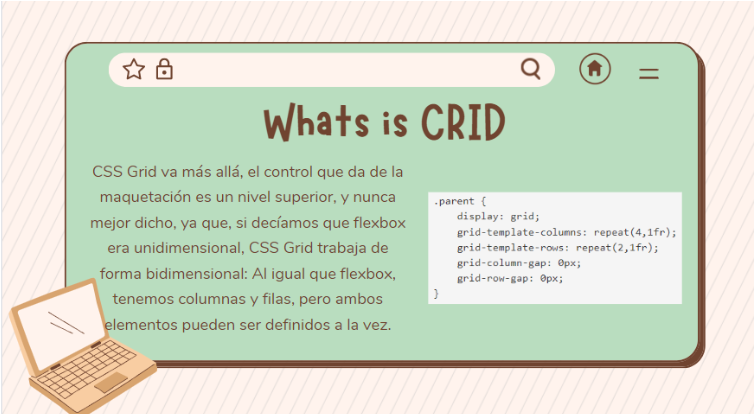 Whats is CRID
CSS Grid va más allá, el control que da de la
maquetación es un nivel superior, y nunca
mejor dicho, ya que, si decíamos que flexbox
era unidimensional, CSS Grid trabaja de
forma bidimensional: Al igual que flexbox,
tenemos columnas y filas, pero ambos
elementos pueden ser definidos a la vez.
.parent {
    display: grid;
    grid-template-columns: repeat(4,1fr);
    grid-template-rows: repeat(2,1fr);
    grid-column-gap: 0px;
    grid-row-gap: 0px;
}